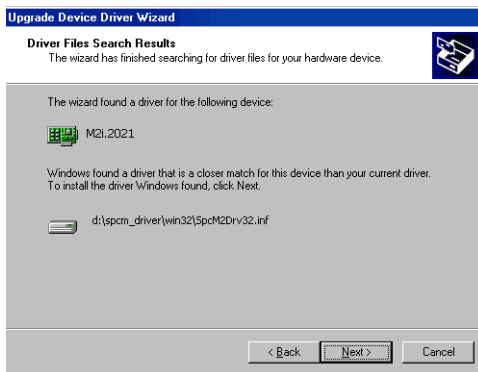 Upgrade Device Driver Wizard
Driver Files Search Results
The wizard has finished searching for driver files for your hardware device.
The wizard found a driver for the following device:
M2i.2021
Windows found a driver that is a closer match for this device than your current driver.
To install the driver Windows found, click Next.
d:\spcm_driver\win32\SpcM2Drv32.inf
< Back Next > Cancel